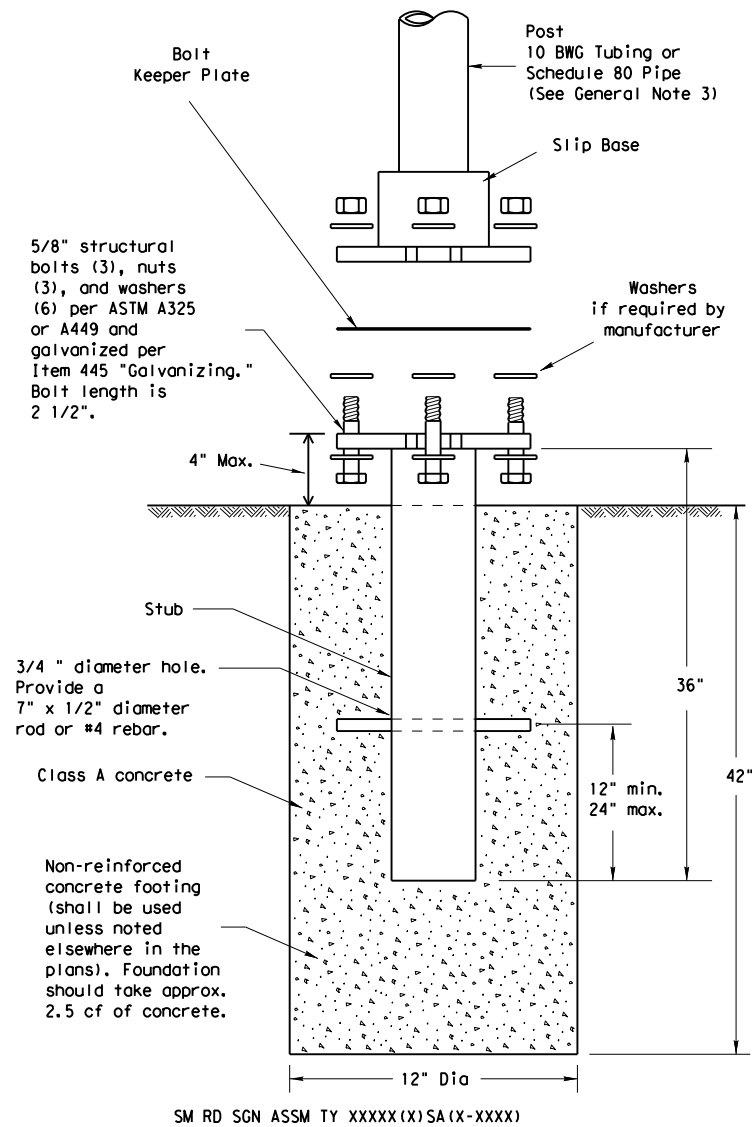 Bolt
Keeper Plate
Post
10 BWG Tubing or
Schedule 80 Pipe
(See General Note 3)
Slip Base
5/8" structural
bolts (3), nuts
(3), and washers
(6) per ASTM A325
or A449 and
galvanized per
Item 445 "Galvanizing."
Bolt length is
2 1/2".
Washers
if required by
manufacturer
4" Max.
Stub
3/4 " diameter hole.
Provide a
7" x 1/2" diameter
rod or #4 rebar.
36"
Class A concrete
12" min.
24" max.
42"
Non-reinforced
concrete footing
(shall be used
unless noted
elsewhere in the
plans). Foundation
should take approx.
2.5 cf of concrete.
12" Dia
SM RD SGN ASSM TY XXXXX(X)SA(X-XXXX)